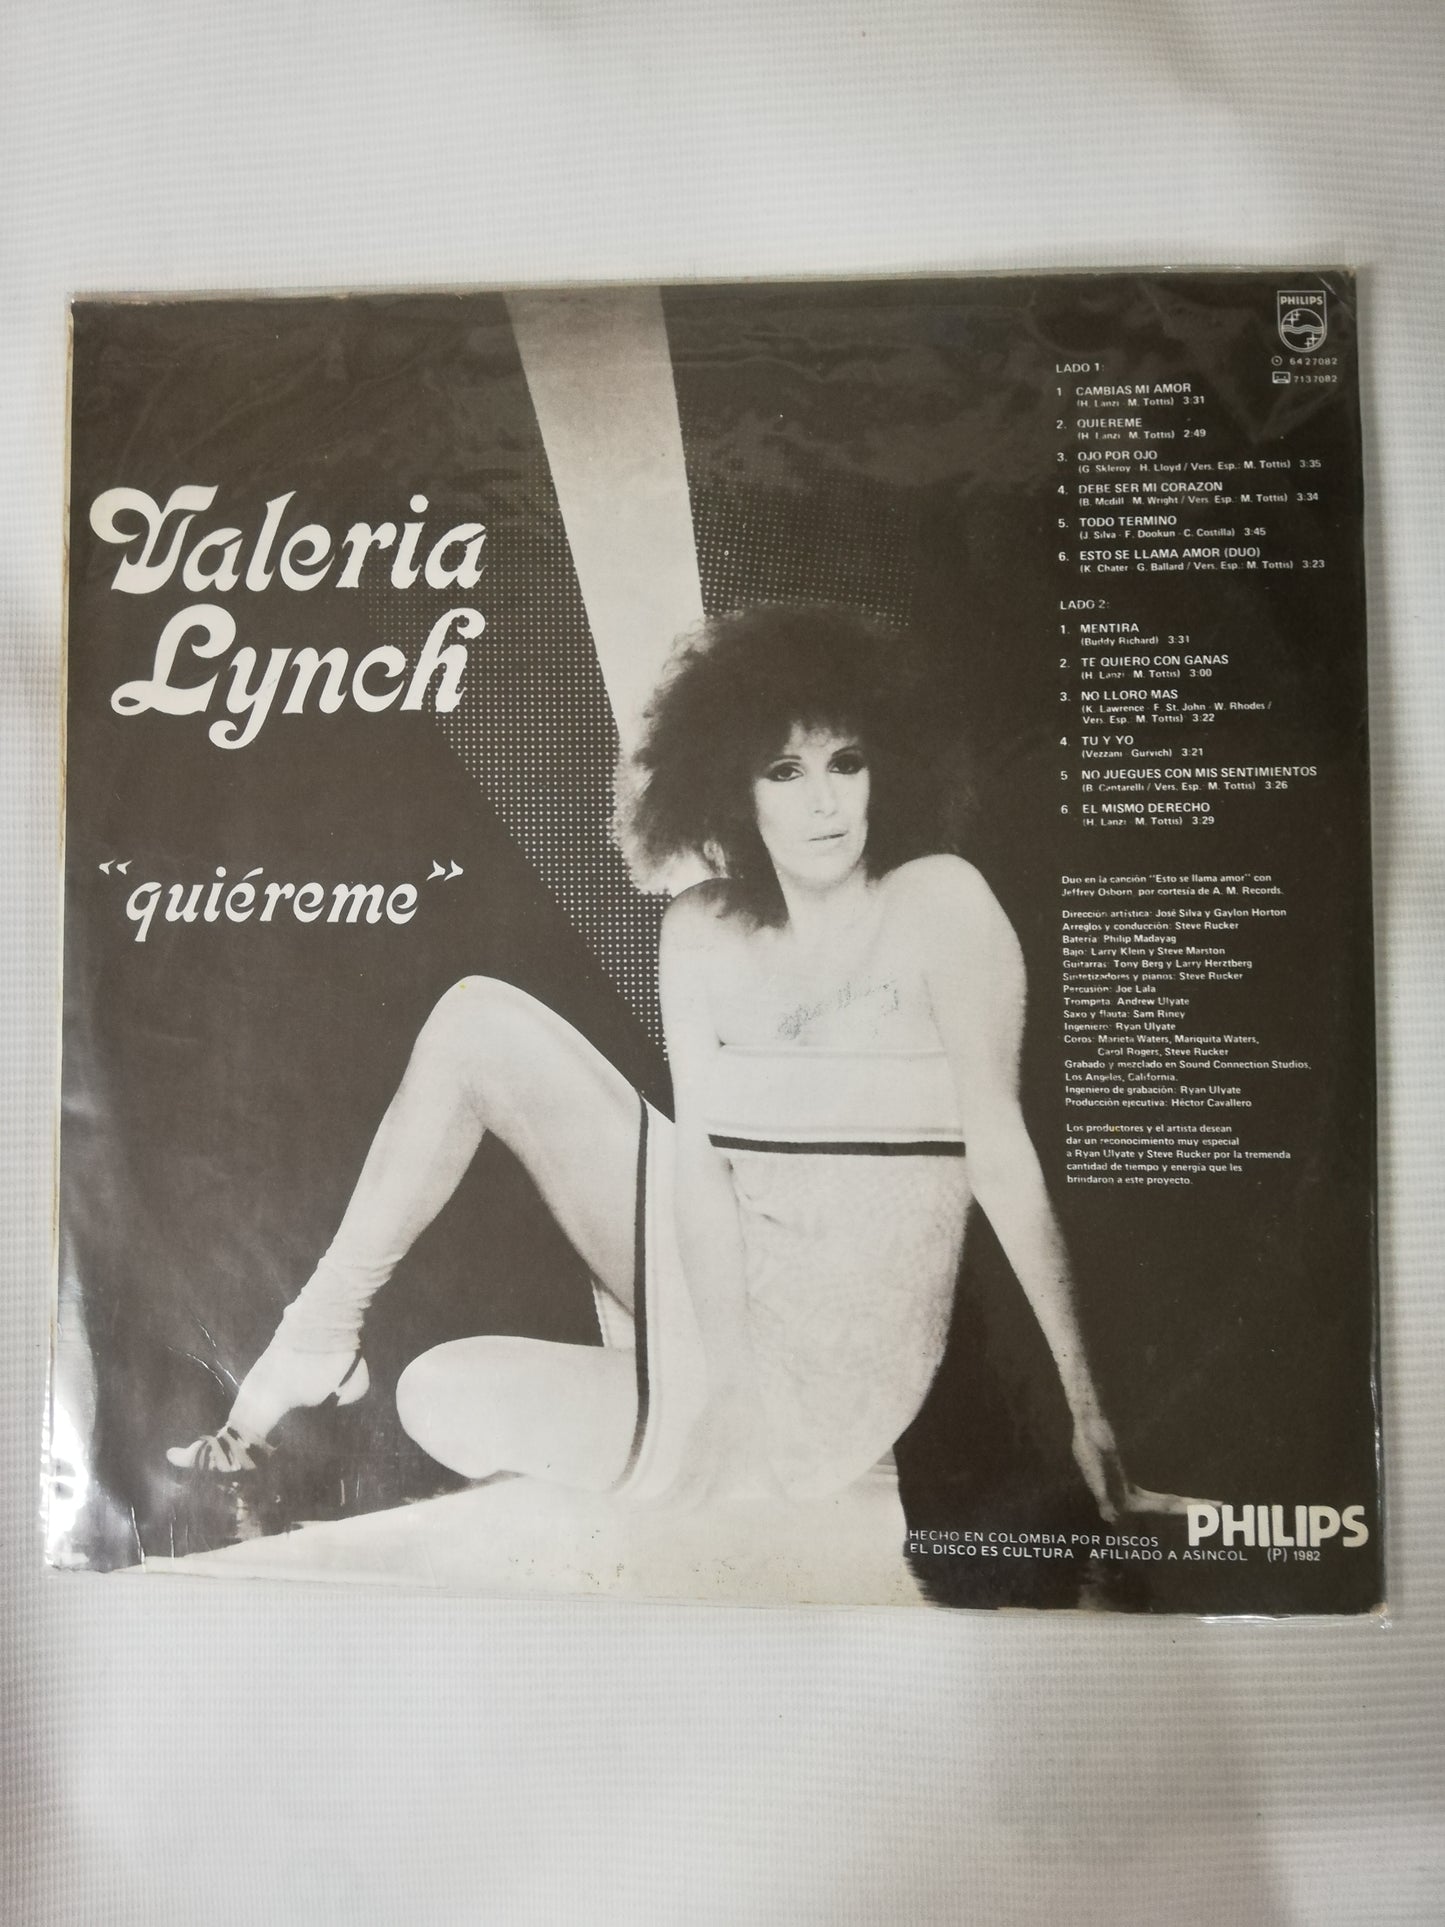 Valeria
Lynch
"quiéreme"
PHILIPS
6427082
7137082
LADO 1:
1 CAMBIAS MI AMOR
(H. Lanzi - M. Tottis) 3:31
2. QUIEREME
(H. Lanzi M. Tottis) 2:49
3. OJO POR OJO
(G. Skleroy - H. Lloyd / Vers. Esp.: M. Tottis) 3:35
4. DEBE SER MI CORAZON
(B. Mcdill M. Wright / Vers. Esp.: M. Tottis) 3:34
5. TODO TERMINO
(J. Silva - F. Dookun - C. Costilla) 3:45
6. ESTO SE LLAMA AMOR (DUO)
(K. Chater - G. Ballard / Vers. Esp.: M. Tottis) 3:23
LADO 2:
1. MENTIRA
(Buddy Richard) 3:31
2. TE QUIERO CON GANAS
(H. Lanzi - M. Tottis) 3:00
3. NO LLORO MAS
(K. Lawrence - F. St. John - W. Rhodes /
Vers. Esp.: M. Tottis) 3:22
4 TU Y YO
(Vezzani - Gurvich) 3:21
5 NO JUEGUES CON MIS SENTIMIENTOS
(B. Cantarelli / Vers. Esp. M. Tottis) 3:26
6. EL MISMO DERECHO
(H. Lanzi - M. Tottis) 3:29
Duo en la canción "Esto se llama amor" con
Jeffrey Osborn, por cortesía de A. M. Records.
Dirección artística: José Silva y Gaylon Horton
Arreglos y conducción: Steve Rucker
Batería: Philip Madayag
Bajo: Larry Klein y Steve Marston
Guitarras: Tony Berg y Larry Herztberg
Sintetizadores y pianos: Steve Rucker
Percusión: Joe Lala
Trompeta: Andrew Ulyate
Saxo y flauta: Sam Riney
Ingeniero: Ryan Ulyate
Coros: Marieta Waters, Mariquita Waters,
Carol Rogers, Steve Rucker
Grabado y mezclado en Sound Connection Studios,
Los Angeles, California.
Ingeniero de grabación: Ryan Ulyate
Producción ejecutiva: Héctor Cavallero
Los productores y el artista desean
dar un reconocimiento muy especial
a Ryan Ulyate y Steve Rucker por la tremenda
cantidad de tiempo y energía que les
brindaron a este proyecto.
HECHO EN COLOMBIA POR DISCOS PHILIPS
EL DISCO ES CULTURA AFILIADO A ASINCOL (P) 1982